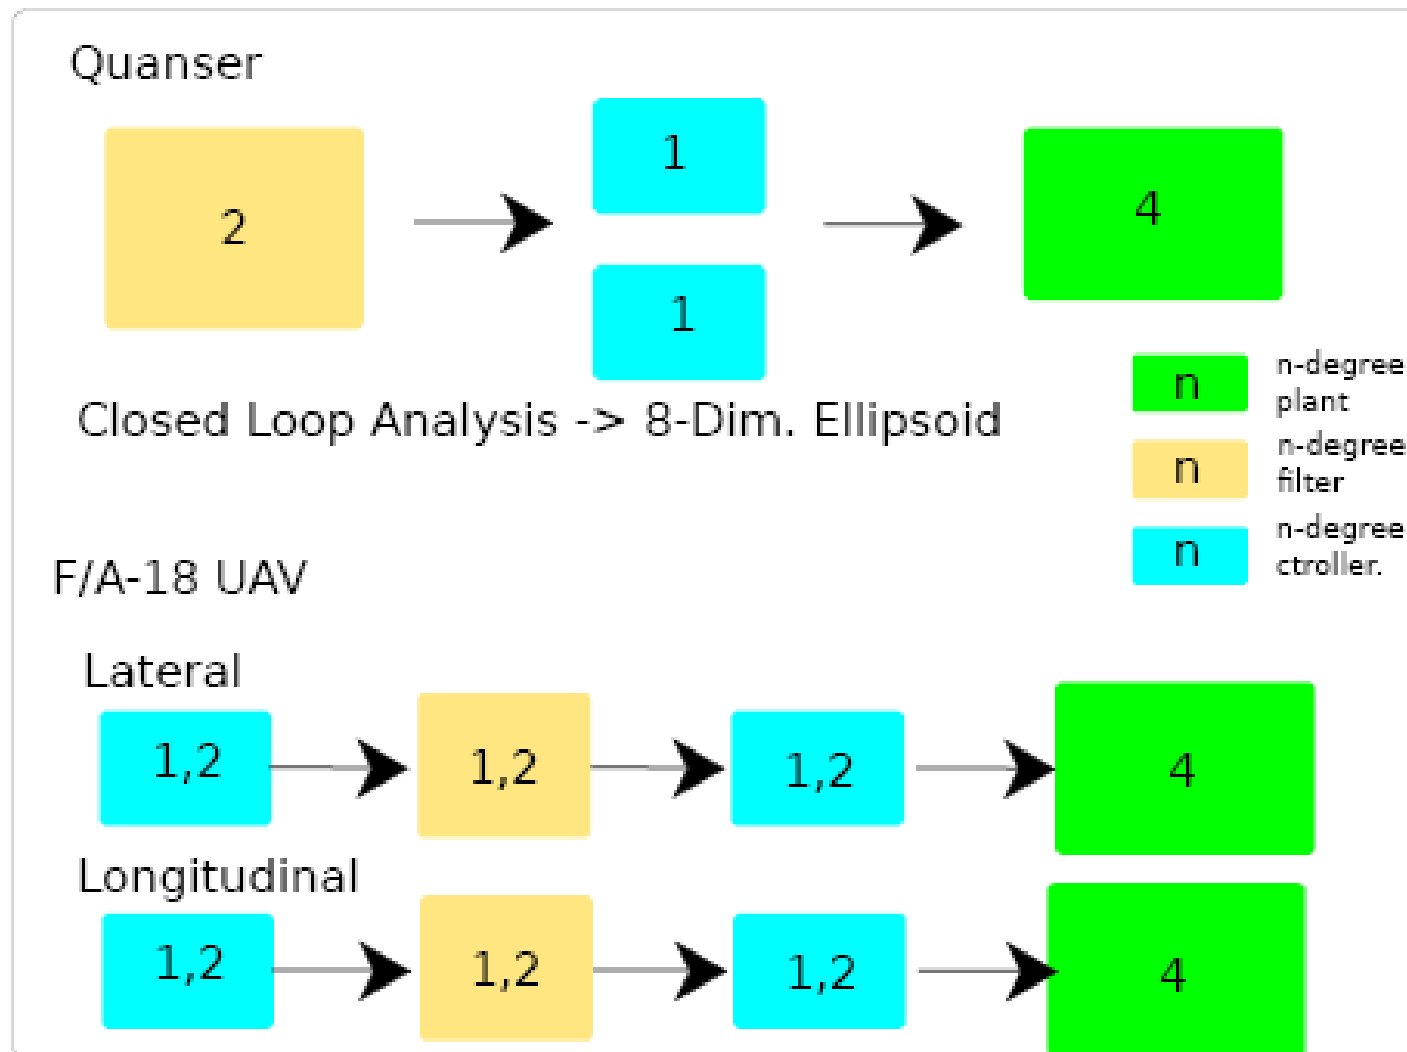 Quanser
2
1
1
4
Closed Loop Analysis -> 8-Dim. Ellipsoid
n n-degree
plant
n n-degree
filter
n n-degree
ctroller.
F/A-18 UAV
Lateral
1,2 1,2 1,2 4
Longitudinal
1,2 1,2 1,2 4